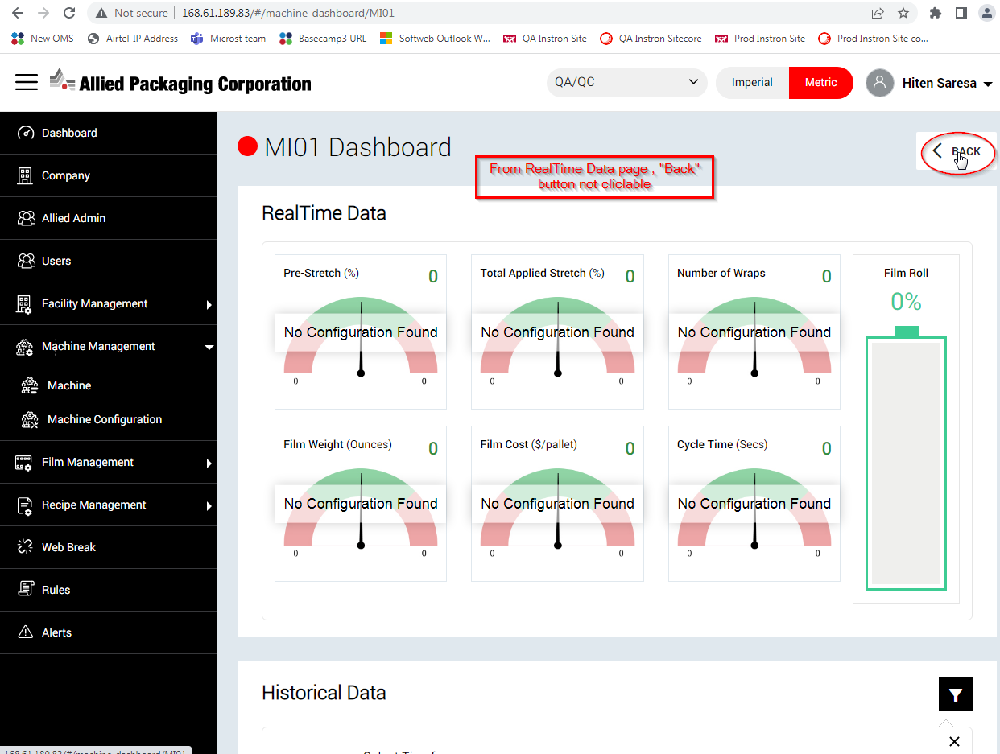 Not secure | 168.61.189.83/#/machine-dashboard/MI01
New OMS Airtel_IP Address Microst team Basecamp3 URL Softweb Outlook W... QA Instron Site QA Instron Sitecore Prod Instron Site Prod Instron Site co...
Allied Packaging Corporation
QA/QC
Imperial Metric
Hiten Saresa
Dashboard
Company
Allied Admin
Users
Facility Management
Machine Management
Machine
Machine Configuration
Film Management
Recipe Management
Web Break
Rules
Alerts
MI01 Dashboard
BACK
From RealTime Data page , "Back"
button not cliclable
RealTime Data
Pre-Stretch (%) 0
No Configuration Found
0 0
Total Applied Stretch (%) 0
No Configuration Found
0 0
Number of Wraps 0
No Configuration Found
0 0
Film Roll
0%
Film Weight (Ounces) 0
No Configuration Found
0 0
Film Cost ($/pallet) 0
No Configuration Found
0 0
Cycle Time (Secs) 0
No Configuration Found
0 0
Historical Data
168.61.189.83/#/machine-dashboard/MI01